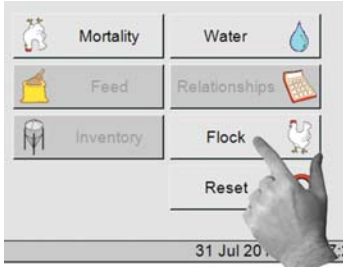 Mortality Water
Feed Relationships
Inventory Flock
Reset
31 Jul 20